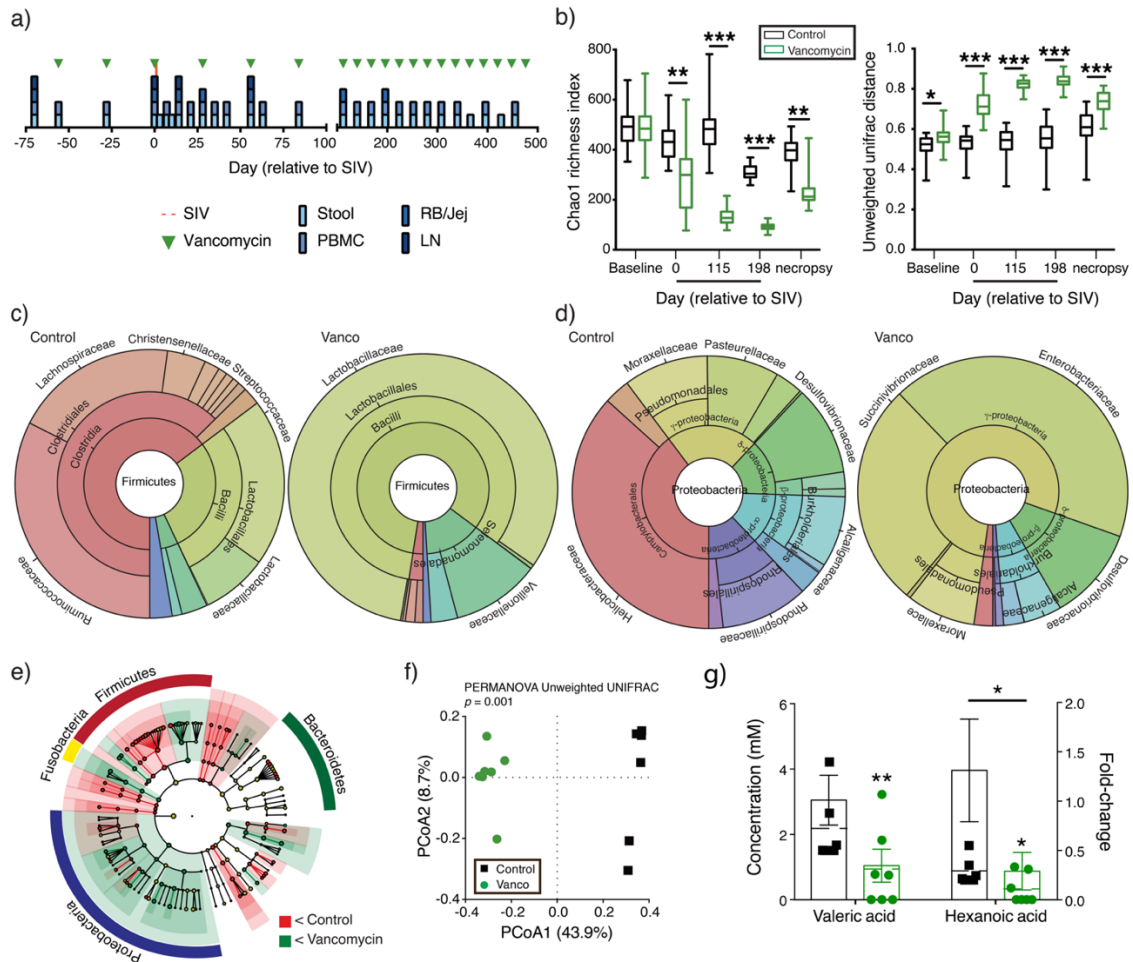 a)
-75 -50 -25 0 25 50 75 100 100 200 300 400 500
Day (relative to SIV)
SIV
Vancomycin
Stool
PBMC
RB/Jej
LN
b)
Control
Vancomycin
Chao1 richness index
800
600
400
200
0
** *** *** **
Baseline 0 115 198 necropsy
Day (relative to SIV)
Unweighted unifrac distance
1.0
0.8
0.6
0.4
0.2
0.0
* *** *** *** ***
Baseline 0 115 198 necropsy
Day (relative to SIV)
c)
Control
Lachnospiraceae
Christensenellaceae
Streptococcaceae
Clostridiales
Clostridia
Firmicutes
Bacilli
Lactobacillales
Lactobacillaceae
Ruminococcaceae
Vanco
Lactobacillaceae
Lactobacillales
Bacilli
Firmicutes
Selenomonadales
Veillonellaceae
d)
Control
Moraxellaceae
Pasteurellaceae
Desulfovibrionaceae
Pseudomonadales
γ-proteobacteria
δ-proteobacteria
Proteobacteria
β-proteobacteria
Burkholderiales
α-proteobacteria
Alcaligenaceae
Campylobacterales
Rhodospirillales
Rhodospirillaceae
Helicobacteraceae
Vanco
Succinivibrionaceae
Enterobacteriaceae
γ-proteobacteria
Proteobacteria
δ-proteobacteria
β-proteobacteria
Burkholderiales
Pseudomonadales
Alcaligenaceae
Desulfovibrionaceae
Moraxellace
e)
Firmicutes
Fusobacteria
Bacteroidetes
Proteobacteria
< Control
< Vancomycin
f)
PERMANOVA Unweighted UNIFRAC
p = 0.001
PCoA2 (8.7%)
0.2
0.0
-0.2
-0.4
Control
Vanco
-0.4 -0.2 0.0 0.2 0.4
PCoA1 (43.9%)
g)
Concentration (mM)
6
4
2
0
**
*
*
2.0
1.5
1.0
0.5
0.0
Fold-change
Valeric acid Hexanoic acid